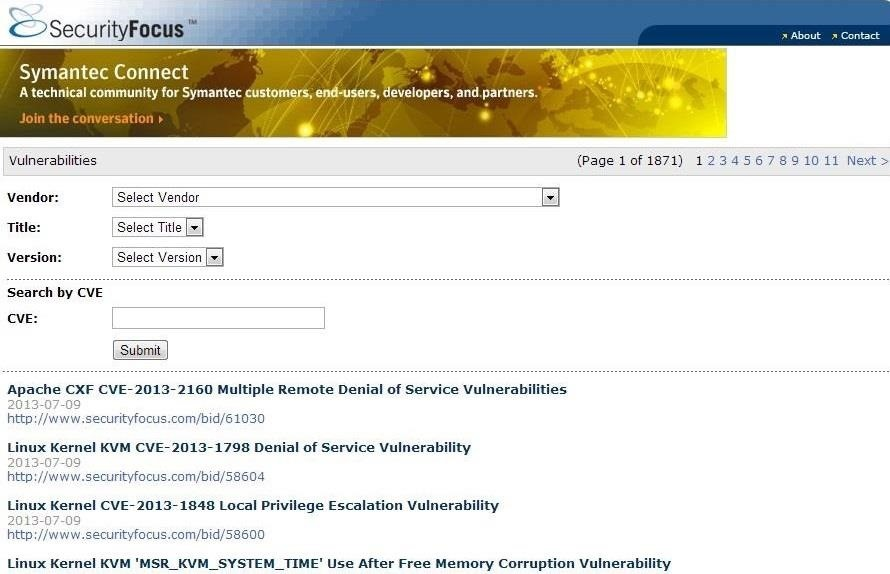 SecurityFocus™
About Contact
Symantec Connect
A technical community for Symantec customers, end-users, developers, and partners.
Join the conversation
Vulnerabilities (Page 1 of 1871) 1 2 3 4 5 6 7 8 9 10 11 Next >
Vendor: Select Vendor
Title: Select Title
Version: Select Version
Search by CVE
CVE:
Submit
Apache CXF CVE-2013-2160 Multiple Remote Denial of Service Vulnerabilities
2013-07-09
http://www.securityfocus.com/bid/61030
Linux Kernel KVM CVE-2013-1798 Denial of Service Vulnerability
2013-07-09
http://www.securityfocus.com/bid/58604
Linux Kernel CVE-2013-1848 Local Privilege Escalation Vulnerability
2013-07-09
http://www.securityfocus.com/bid/58600
Linux Kernel KVM 'MSR_KVM_SYSTEM_TIME' Use After Free Memory Corruption Vulnerability